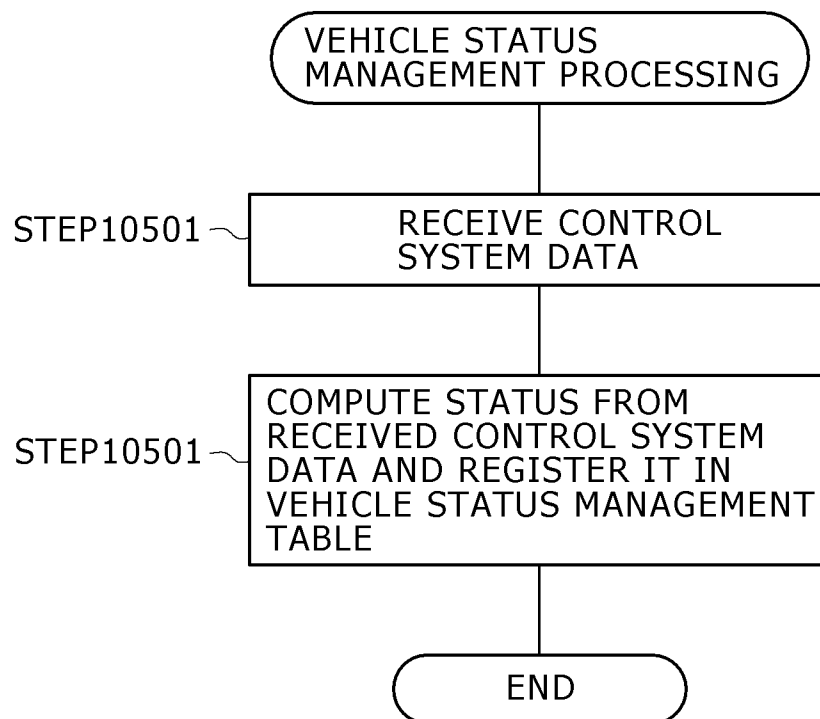 VEHICLE STATUS
MANAGEMENT PROCESSING
STEP10501
RECEIVE CONTROL
SYSTEM DATA
STEP10501
COMPUTE STATUS FROM
RECEIVED CONTROL SYSTEM
DATA AND REGISTER IT IN
VEHICLE STATUS MANAGEMENT
TABLE
END